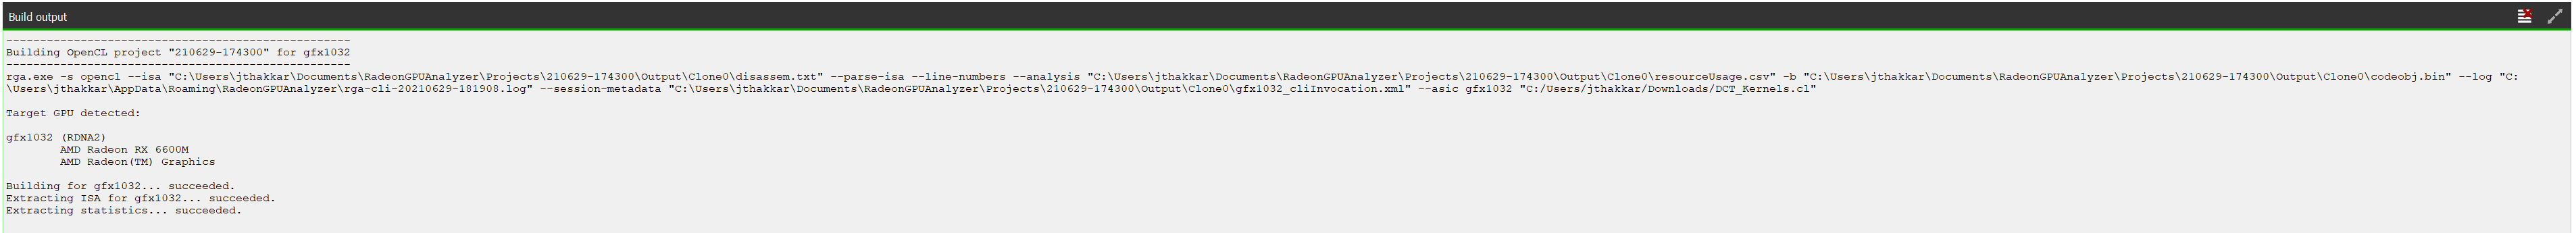 Build output
---------------------------------------------------
Building OpenCL project "210629-174300" for gfx1032
---------------------------------------------------
rga.exe -s opencl --isa "C:\Users\jthakkar\Documents\RadeonGPUAnalyzer\Projects\210629-174300\Output\Clone0\disassem.txt" --parse-isa --line-numbers --analysis "C:\Users\jthakkar\Documents\RadeonGPUAnalyzer\Projects\210629-174300\Output\Clone0\resourceUsage.csv" -b "C:\Users\jthakkar\Documents\RadeonGPUAnalyzer\Projects\210629-174300\Output\Clone0\codeobj.bin" --log "C:
\Users\jthakkar\AppData\Roaming\RadeonGPUAnalyzer\rga-cli-20210629-181908.log" --session-metadata "C:\Users\jthakkar\Documents\RadeonGPUAnalyzer\Projects\210629-174300\Output\Clone0\gfx1032_cliInvocation.xml" --asic gfx1032 "C:/Users/jthakkar/Downloads/DCT_Kernels.cl"
Target GPU detected:
gfx1032 (RDNA2)
AMD Radeon RX 6600M
AMD Radeon(TM) Graphics
Building for gfx1032... succeeded.
Extracting ISA for gfx1032... succeeded.
Extracting statistics... succeeded.